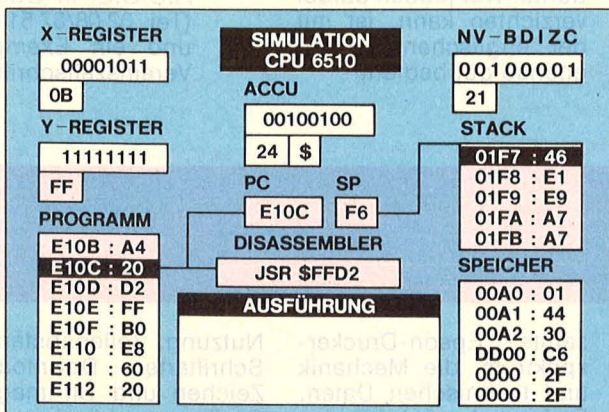 X-REGISTER
00001011
0B
Y-REGISTER
11111111
FF
PROGRAMM
E10B : A4
E10C : 20
E10D : D2
E10E : FF
E10F : B0
E110 : E8
E111 : 60
E112 : 20
SIMULATION
CPU 6510
ACCU
00100100
24 $
PC SP
E10C F6
DISASSEMBLER
JSR $FFD2
AUSFÜHRUNG
NV-BDIZC
00100001
21
STACK
01F7 : 46
01F8 : E1
01F9 : E9
01FA : A7
01FB : A7
SPEICHER
00A0 : 01
00A1 : 44
00A2 : 30
DD00 : C6
0000 : 2F
0000 : 2F